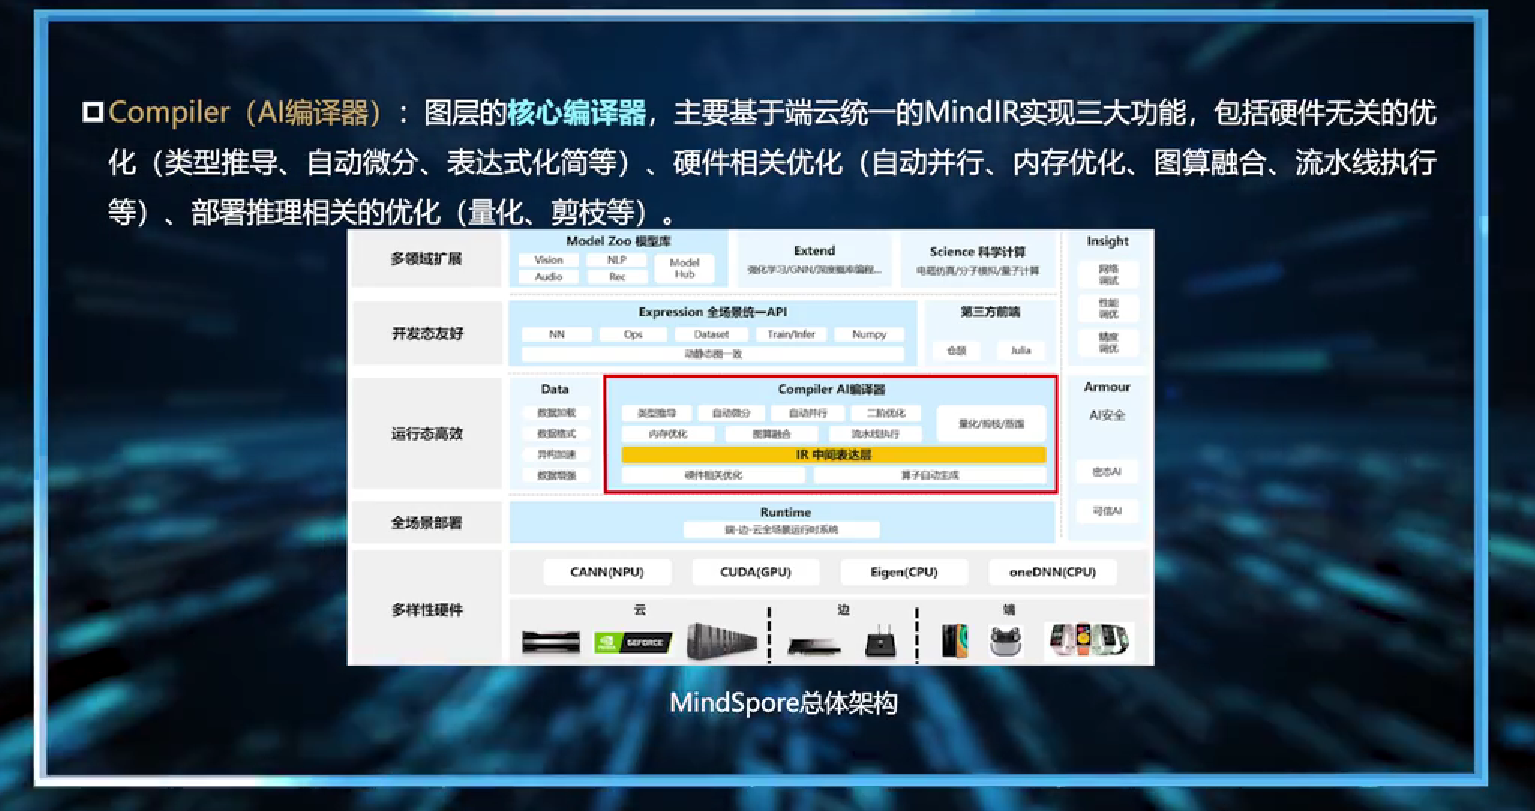 Compiler（AI编译器）：图层的核心编译器，主要基于端云统一的MindIR实现三大功能，包括硬件无关的优
化（类型推导、自动微分、表达式化简等）、硬件相关优化（自动并行、内存优化、图算融合、流水线执行
等）、部署推理相关的优化（量化、剪枝等）。
多领域扩展
Model Zoo 模型库
Vision
NLP
Model
Hub
Audio
Rec
Extend
强化学习/GNN/深度概率编程...
Science 科学计算
电磁仿真/分子模拟/量子计算
Insight
网络
调试
性能
调优
精度
调优
开发态友好
Expression 全场景统一API
NN
Ops
Dataset
Train/Infer
Numpy
动静态图一致
第三方前端
仓颉
Julia
运行态高效
Data
数据加载
数据格式
异构加速
数据增强
Compiler AI编译器
类型推导
自动微分
自动并行
二阶优化
内存优化
图算融合
流水线执行
量化/剪枝/蒸馏
IR 中间表达层
硬件相关优化
算子自动生成
Armour
AI安全
密态AI
可信AI
全场景部署
Runtime
端-边-云全场景运行时系统
多样性硬件
CANN(NPU)
CUDA(GPU)
Eigen(CPU)
oneDNN(CPU)
云
边
端
NVIDIA
GEFORCE
MindSpore总体架构